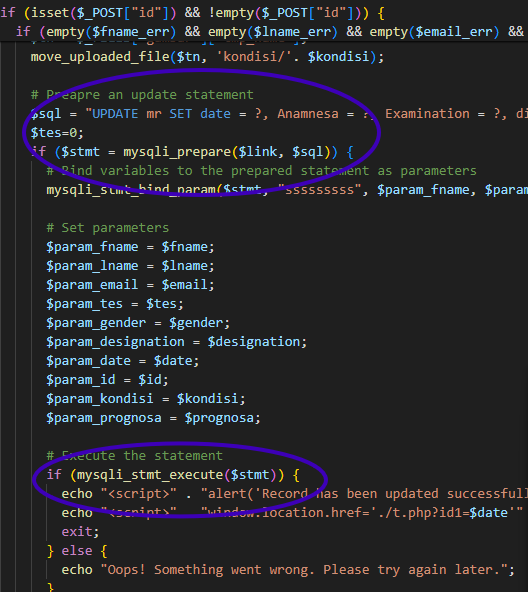 if (isset($_POST["id"]) && !empty($_POST["id"])) {
if (empty($fname_err) && empty($lname_err) && empty($email_err) &&
move_uploaded_file($tn, 'kondisi/'. $kondisi);
# Preapre an update statement
$sql = "UPDATE mr SET date = ?, Anamnesa = ?, Examination = ?, di
$tes=0;
if ($stmt = mysqli_prepare($link, $sql)) {
# Bind variables to the prepared statement as parameters
mysqli_stmt_bind_param($stmt, "sssssssss", $param_fname, $param
# Set parameters
$param_fname = $fname;
$param_lname = $lname;
$param_email = $email;
$param_tes = $tes;
$param_gender = $gender;
$param_designation = $designation;
$param_date = $date;
$param_id = $id;
$param_kondisi = $kondisi;
$param_prognosa = $prognosa;
# Execute the statement
if (mysqli_stmt_execute($stmt)) {
echo "<script>" . "alert('Record has been updated successfull
echo "<script>" . "window.location.href='./t.php?id1=$date'"
exit;
} else {
echo "Oops! Something went wrong. Please try again later.";
}